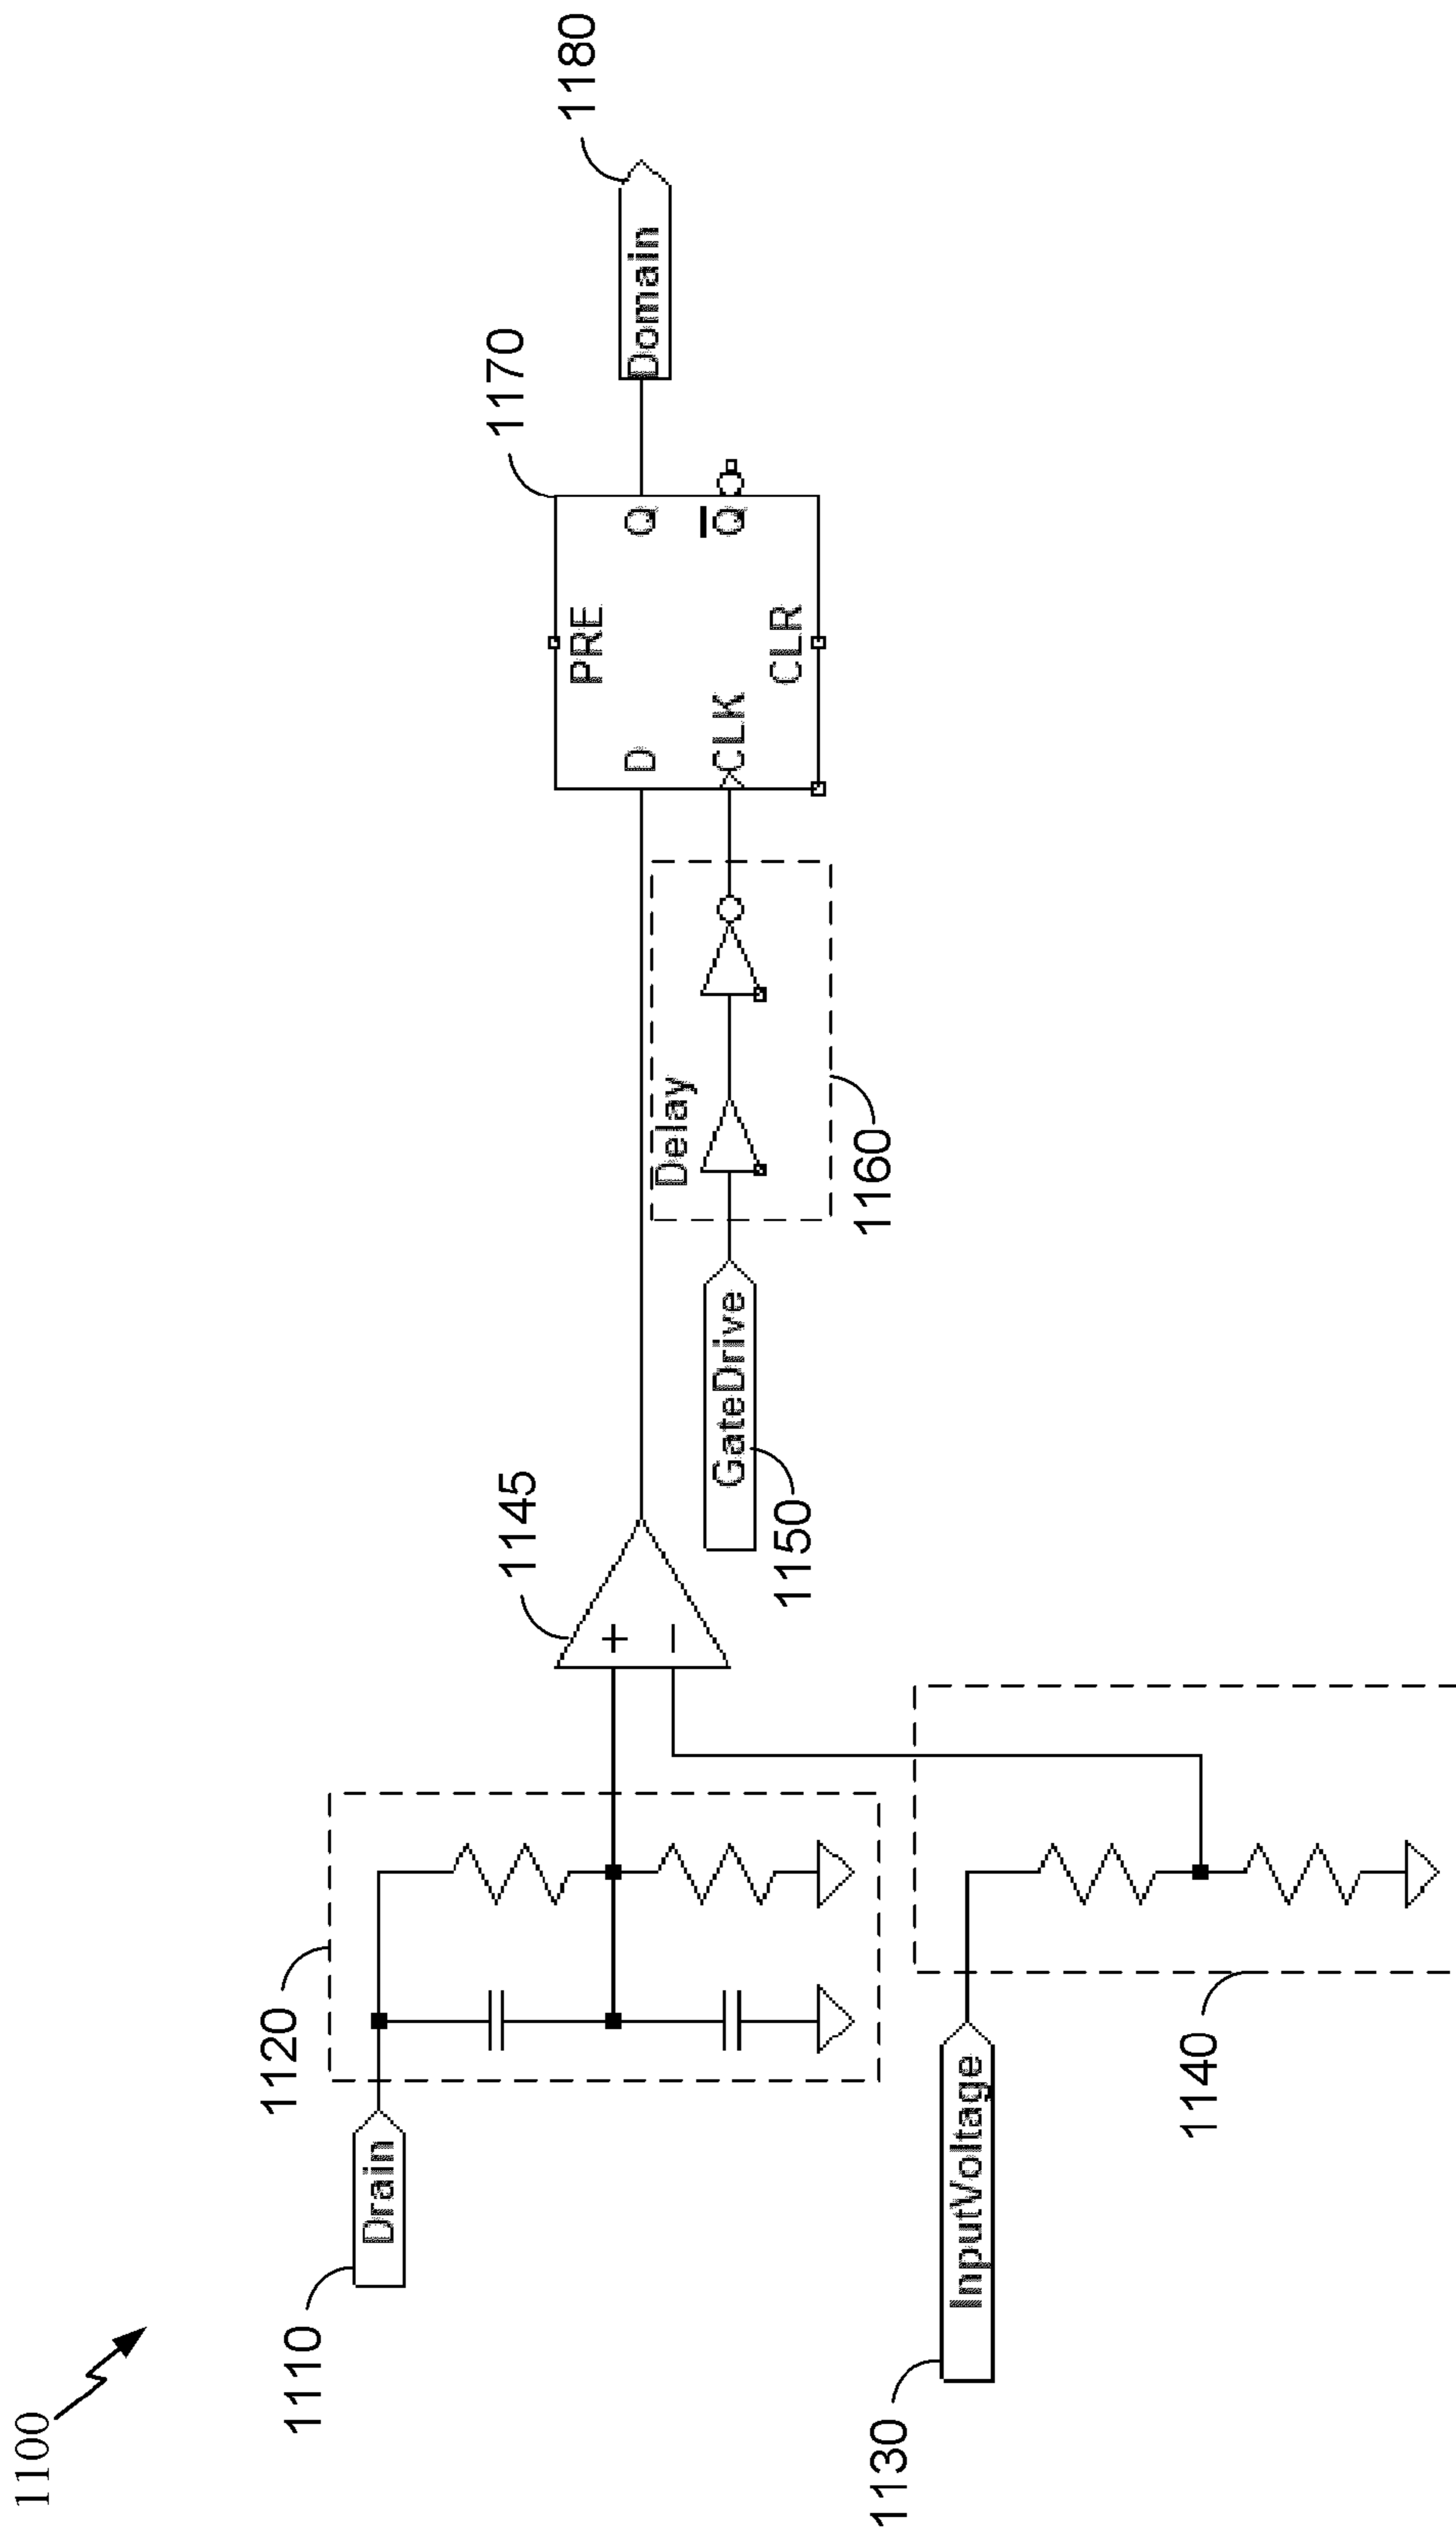 1100
1110
Drain
1120
1130
InputVoltage
1140
+
−
1145
1150
GateDrive
Delay
1160
1170
PRE
D
Q
CLK
Q̅
CLR
Domain
1180